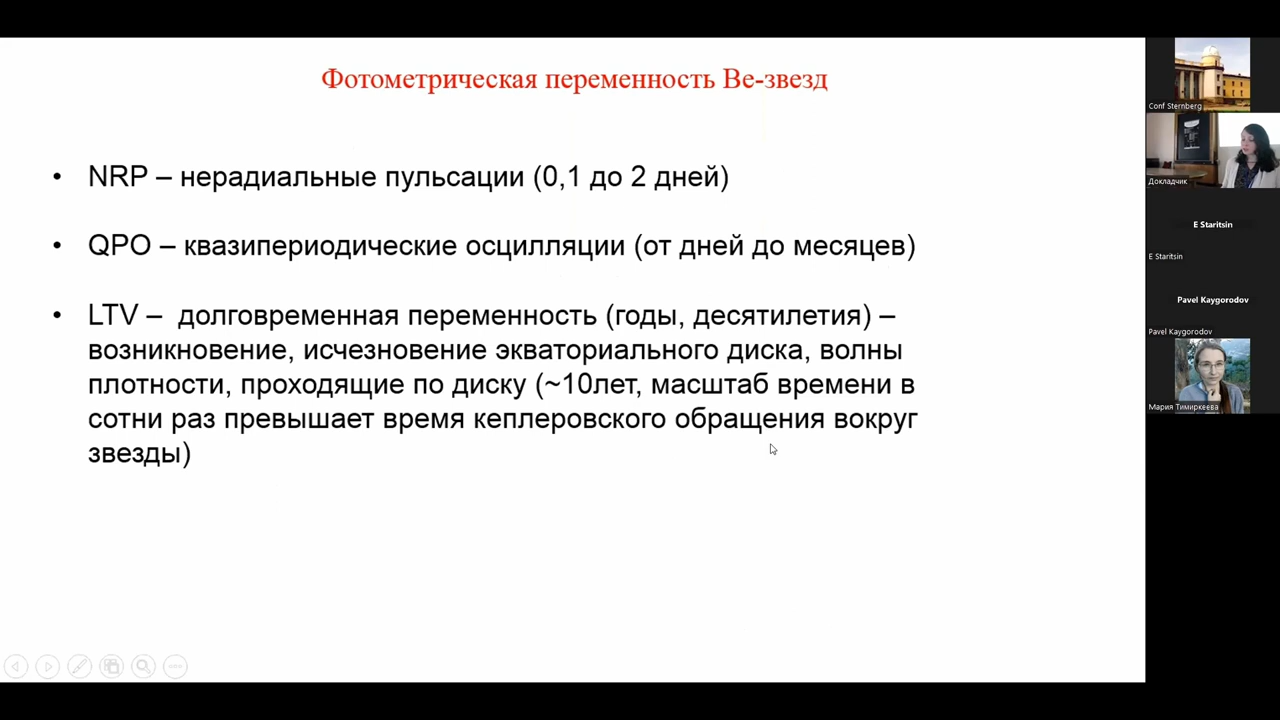 Фотометрическая переменность Be-звезд
• NRP – нерадиальные пульсации (0,1 до 2 дней)
• QPO – квазипериодические осцилляции (от дней до месяцев)
• LTV – долговременная переменность (годы, десятилетия) –
возникновение, исчезновение экваториального диска, волны
плотности, проходящие по диску (~10лет, масштаб времени в
сотни раз превышает время кеплеровского обращения вокруг
звезды)
Conf Sternberg
Докладчик
E Staritsin
E Staritsin
Pavel Kaygorodov
Pavel Kaygorodov
Мария Тимиркеева